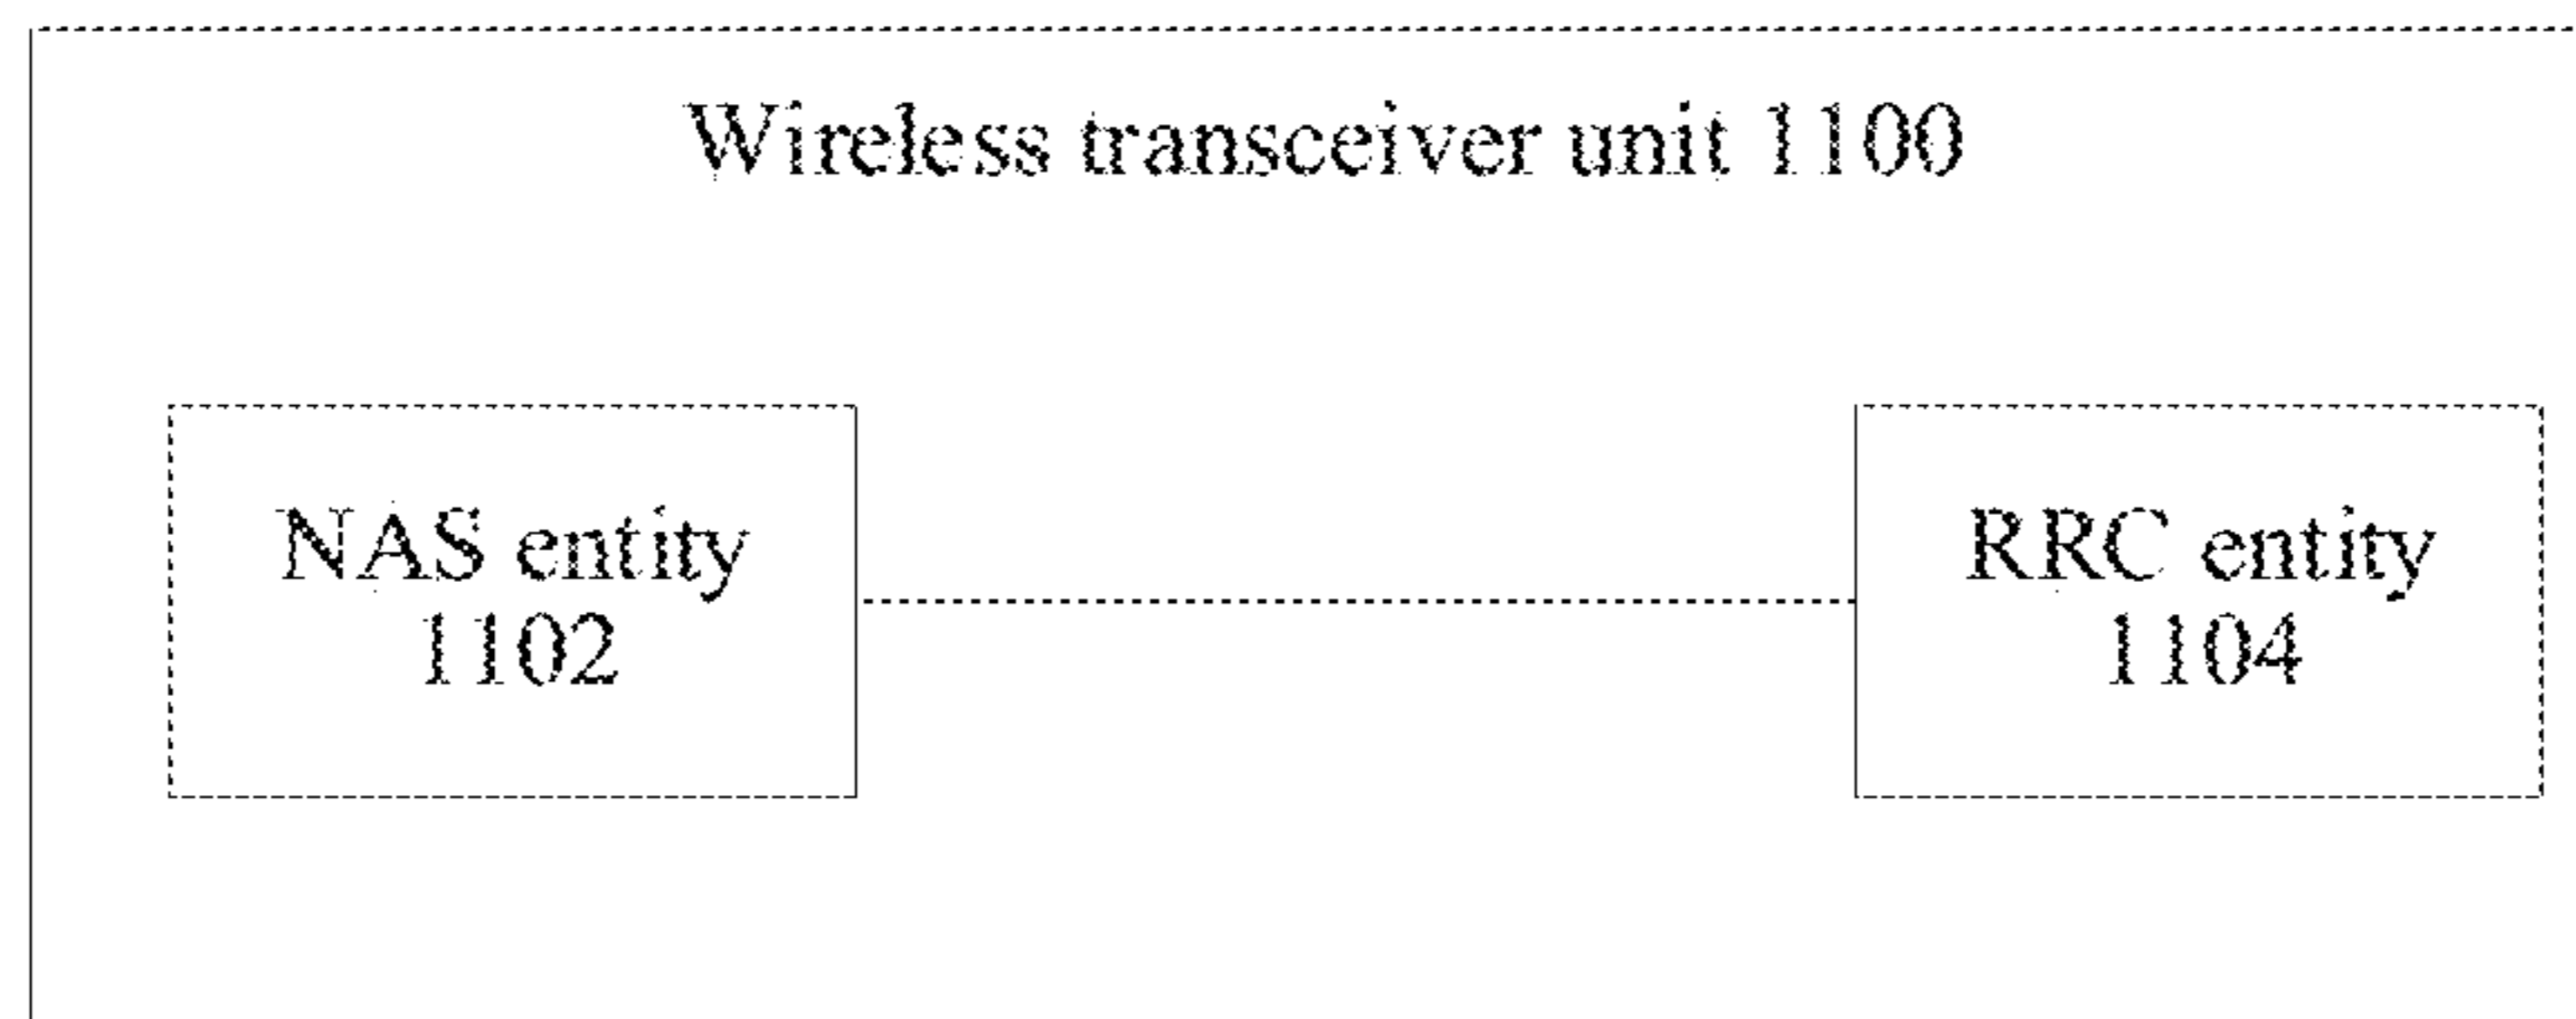 Wireless transceiver unit 1100
NAS entity
1102
RRC entity
1104